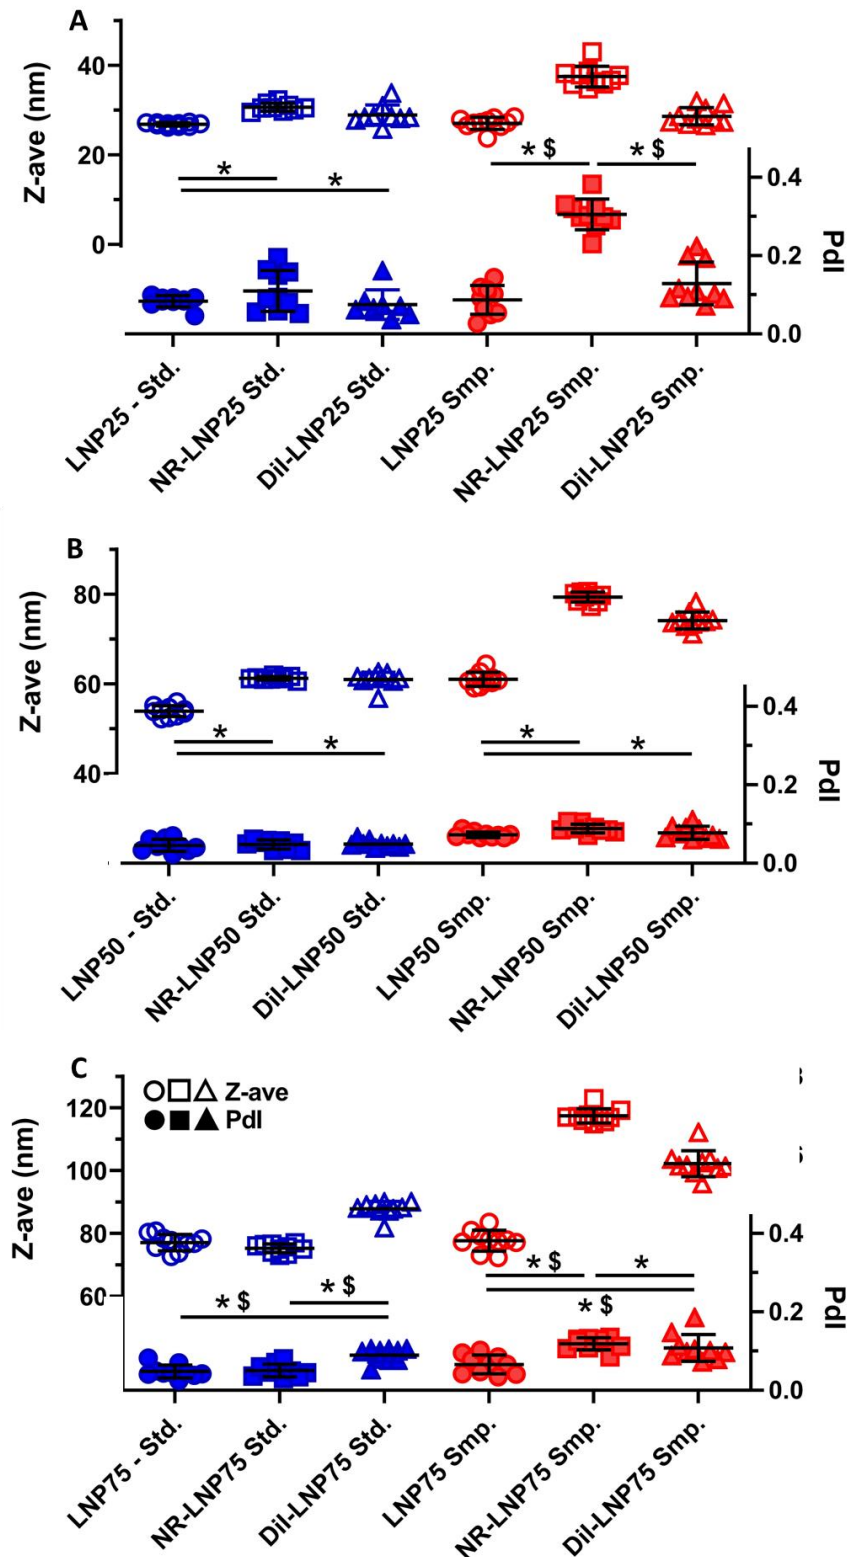 A
Z-ave (nm)
40
20
0
* $
* $
*
*
0.4
0.2
0.0
PdI
LNP25 - Std.
NR-LNP25 Std.
DiI-LNP25 Std.
LNP25 Smp.
NR-LNP25 Smp.
DiI-LNP25 Smp.
B
Z-ave (nm)
80
60
40
*
*
*
*
0.4
0.2
0.0
PdI
LNP50 - Std.
NR-LNP50 Std.
DiI-LNP50 Std.
LNP50 Smp.
NR-LNP50 Smp.
DiI-LNP50 Smp.
C
Z-ave
PdI
Z-ave (nm)
120
100
80
60
* $
*
* $
* $
* $
0.4
0.2
0.0
PdI
LNP75 - Std.
NR-LNP75 Std.
DiI-LNP75 Std.
LNP75 Smp.
NR-LNP75 Smp.
DiI-LNP75 Smp.